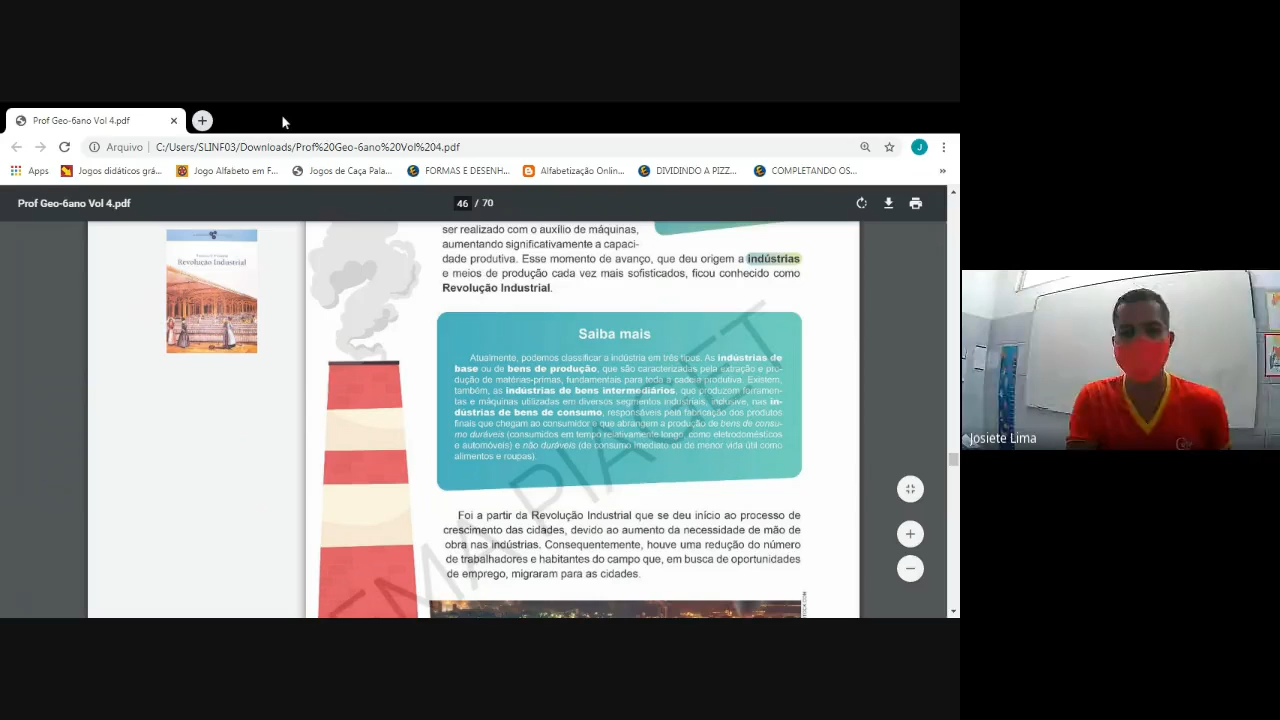 Prof Geo-6ano Vol 4.pdf
Arquivo
C:/Users/SLINF03/Downloads/Prof%20Geo-6ano%20Vol%204.pdf
J
Apps
Jogos didáticos grá...
Jogo Alfabeto em F...
Jogos de Caça Pala...
FORMAS E DESENH...
Alfabetização Onlin...
DIVIDINDO A PIZZ...
COMPLETANDO OS...
»
Prof Geo-6ano Vol 4.pdf
46 / 70
Revolução Industrial
ser realizado com o auxílio de máquinas,
aumentando significativamente a capaci-
dade produtiva. Esse momento de avanço, que deu origem a indústrias
e meios de produção cada vez mais sofisticados, ficou conhecido como
Revolução Industrial.
Saiba mais
Atualmente, podemos classificar a indústria em três tipos. As indústrias de
base ou de bens de produção, que são caracterizadas pela extração e pro-
dução de matérias-primas, fundamentais para toda a cadeia produtiva. Existem,
também, as indústrias de bens intermediários, que produzem ferramen-
tas e máquinas utilizadas em diversos segmentos industriais, inclusive, nas in-
dústrias de bens de consumo, responsáveis pela fabricação dos produtos
finais que chegam ao consumidor e que abrangem a produção de bens de consu-
mo duráveis (consumidos em tempo relativamente longo, como eletrodomésticos
e automóveis) e não duráveis (de consumo imediato ou de menor vida útil como
alimentos e roupas).
Foi a partir da Revolução Industrial que se deu início ao processo de
crescimento das cidades, devido ao aumento da necessidade de mão de
obra nas indústrias. Consequentemente, houve uma redução do número
de trabalhadores e habitantes do campo que, em busca de oportunidades
de emprego, migraram para as cidades.
EMA PIAGET
Josiete Lima